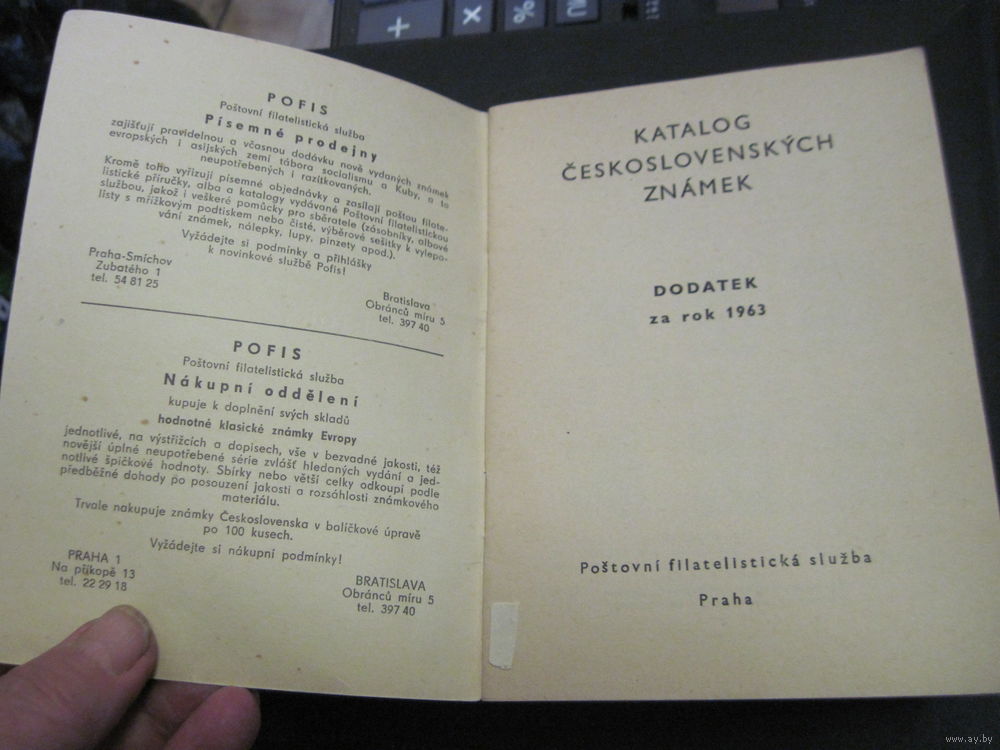 POFIS
Poštovní filatelistická služba
Písemné prodejny
zajišťují pravidelnou a včasnou dodávku nově vydaných známek
evropských i asijských zemí tábora socialismu a Kuby, a to
neupotřebených i razítkovaných.
Kromě toho vyřizují písemné objednávky a zasílají poštou filate-
listické příručky, alba a katalogy vydávané Poštovní filatelistickou
službou, jakož i veškeré pomůcky pro sběratele (zásobníky, albové
listy s mřížkovým podtiskem nebo čisté, výběrové sešitky k vylepo-
vání známek, nálepky, lupy, pinzety apod.).
Vyžádejte si podmínky a přihlášky
k novinkové službě Pofis!
Praha-Smíchov
Zubatého 1
tel. 54 81 25
Bratislava
Obránců míru 5
tel. 397 40
POFIS
Poštovní filatelistická služba
Nákupní oddělení
kupuje k doplnění svých skladů
hodnotné klasické známky Evropy
jednotlivé, na výstřižcích a dopisech, vše v bezvadné jakosti, též
novější úplné neupotřebené série zvlášť hledaných vydání a jed-
notlivé špičkové hodnoty. Sbírky nebo větší celky odkoupí podle
předběžné dohody po posouzení jakosti a rozsáhlosti známkového
materiálu.
Trvale nakupuje známky Československa v balíčkové úpravě
po 100 kusech.
Vyžádejte si nákupní podmínky!
PRAHA 1
Na příkopě 13
tel. 22 29 18
BRATISLAVA
Obránců míru 5
tel. 397 40
KATALOG
ČESKOSLOVENSKÝCH
ZNÁMEK
DODATEK
za rok 1963
Poštovní filatelistická služba
Praha
+
×
%
MU
www.ay.by